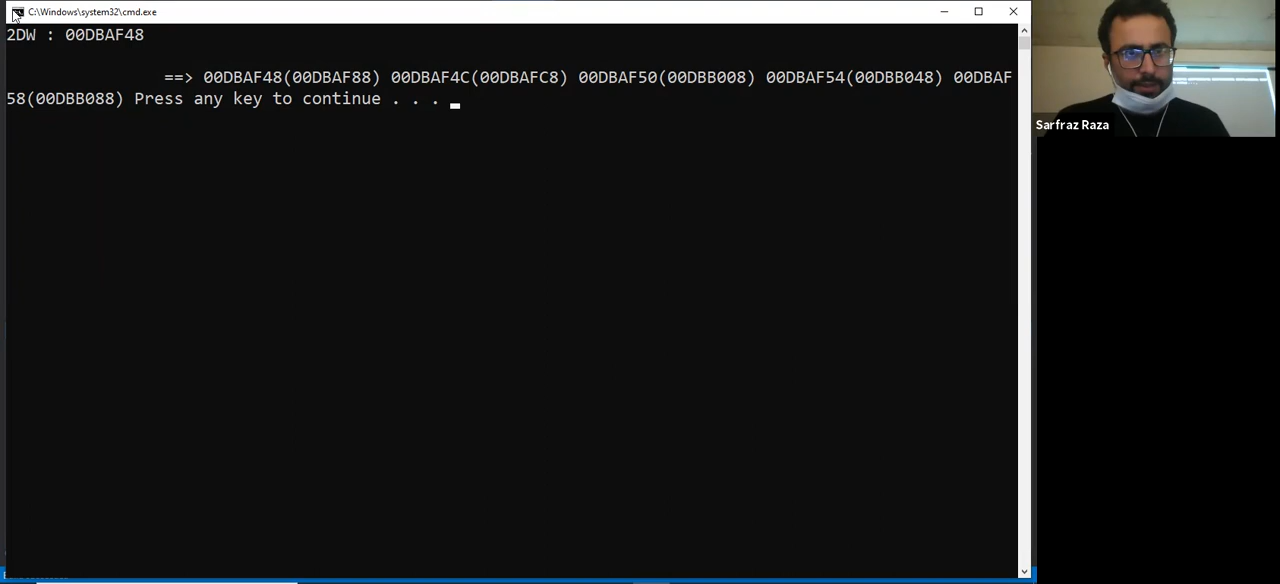 C:\Windows\system32\cmd.exe
2DW : 00DBAF48
==> 00DBAF48(00DBAF88) 00DBAF4C(00DBAFC8) 00DBAF50(00DBB008) 00DBAF54(00DBB048) 00DBAF
58(00DBB088) Press any key to continue . . .
Sarfraz Raza